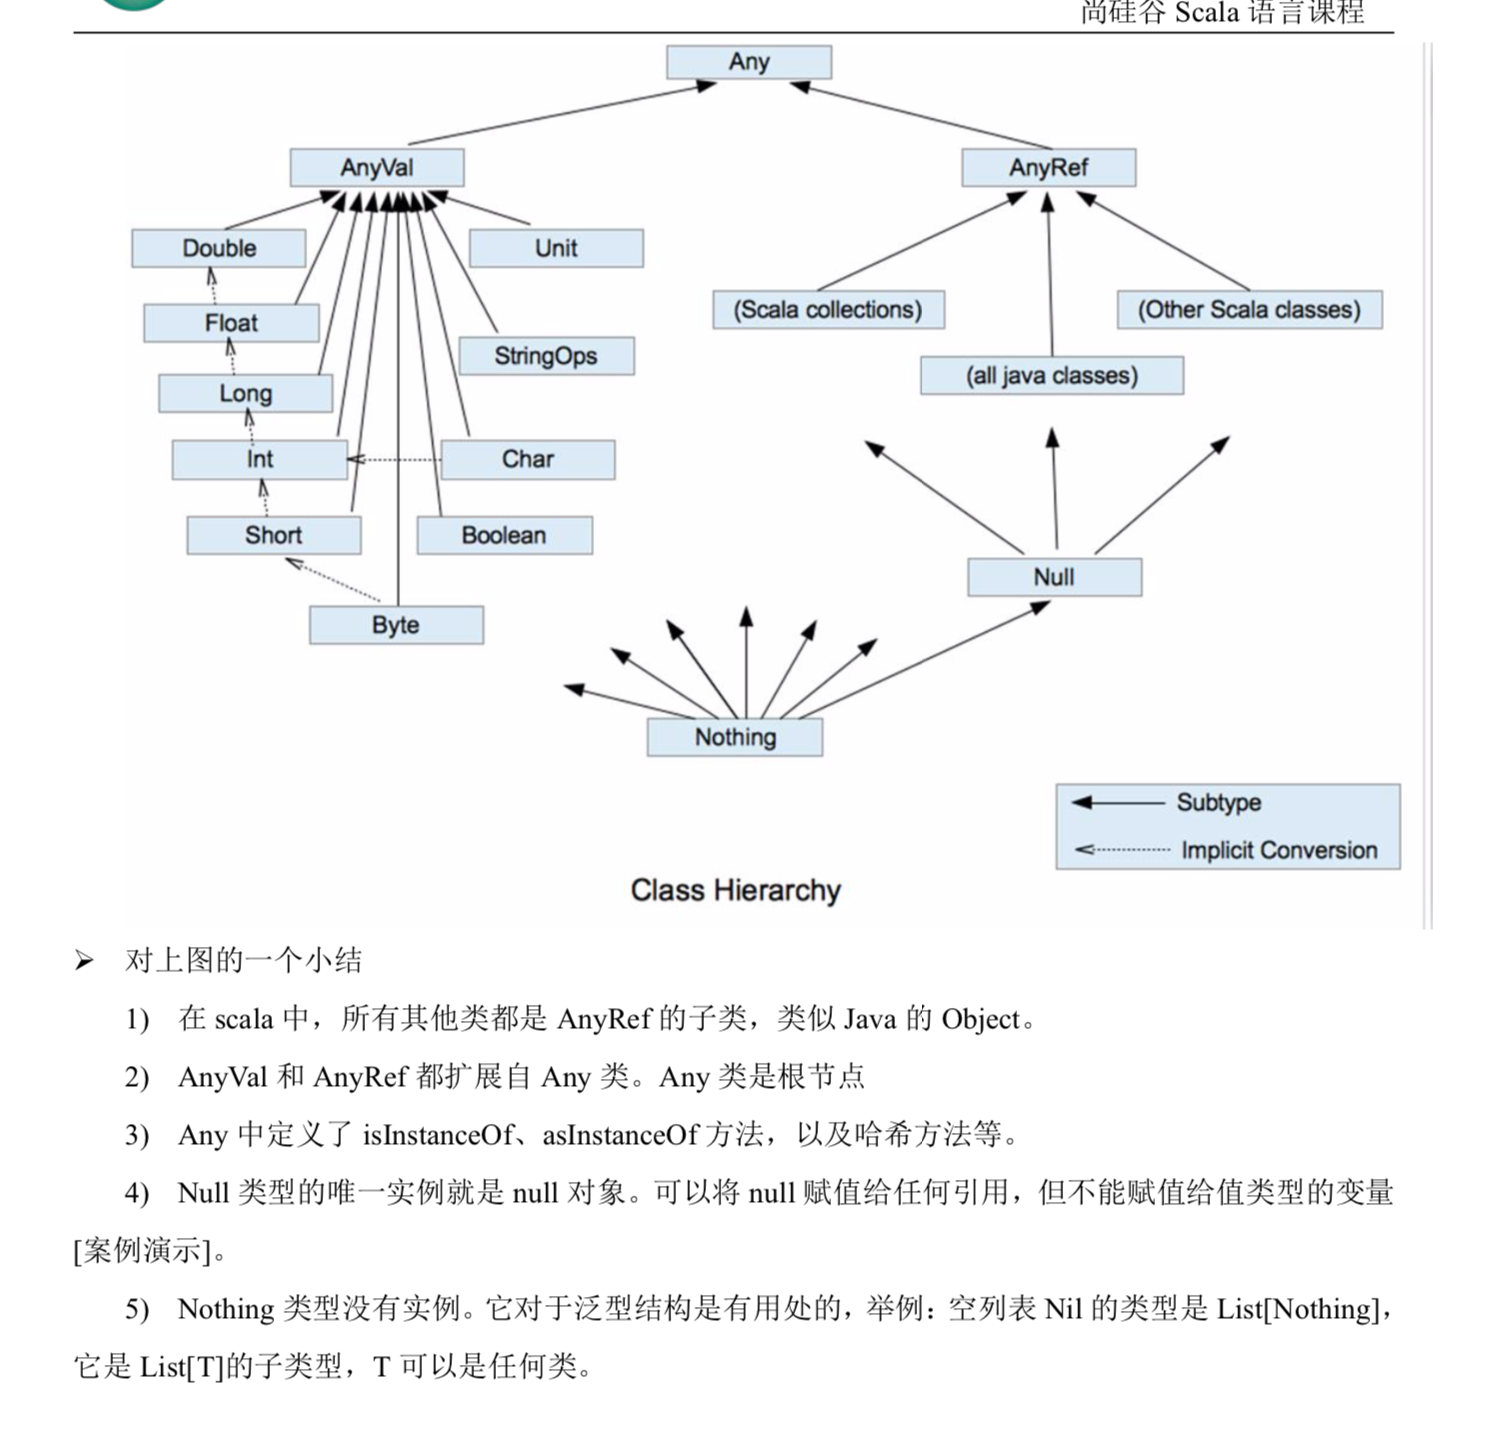 尚硅谷 Scala 语言课程
Any
AnyVal
AnyRef
Double
Unit
Float
(Scala collections)
(Other Scala classes)
StringOps
(all java classes)
Long
Int
Char
Short
Boolean
Null
Byte
Nothing
Subtype
Implicit Conversion
Class Hierarchy
➢ 对上图的一个小结
1) 在 scala 中，所有其他类都是 AnyRef 的子类，类似 Java 的 Object。
2) AnyVal 和 AnyRef 都扩展自 Any 类。Any 类是根节点
3) Any 中定义了 isInstanceOf、asInstanceOf 方法，以及哈希方法等。
4) Null 类型的唯一实例就是 null 对象。可以将 null 赋值给任何引用，但不能赋值给值类型的变量
[案例演示]。
5) Nothing 类型没有实例。它对于泛型结构是有用处的，举例：空列表 Nil 的类型是 List[Nothing]，
它是 List[T]的子类型，T 可以是任何类。